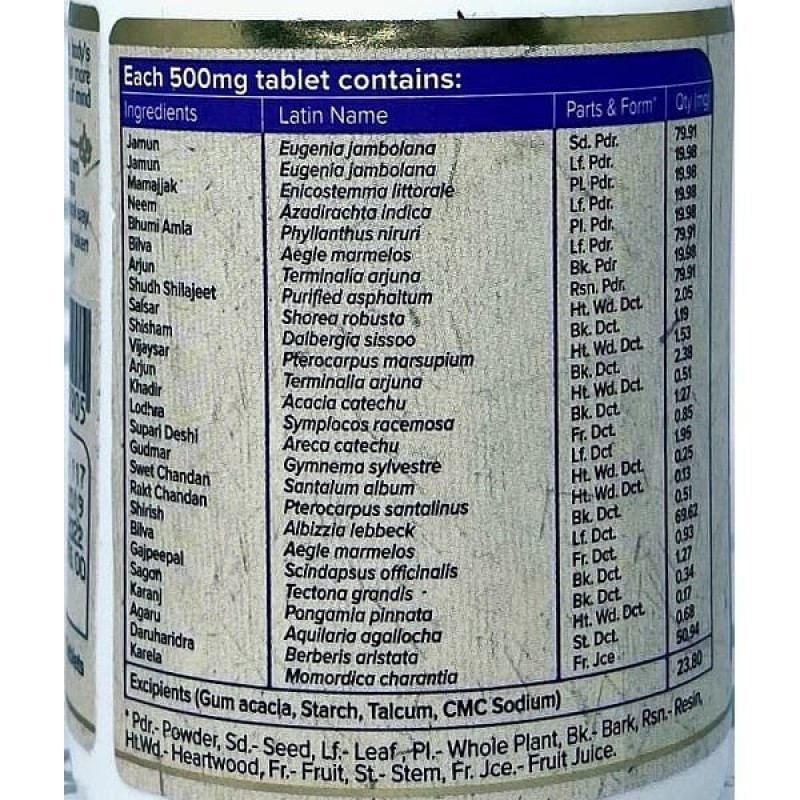 body's
more
of mind
Each 500mg tablet contains:
Ingredients Latin Name Parts & Form* Qty (mg)
Jamun Eugenia jambolana Sd. Pdr. 79.91
Jamun Eugenia jambolana Lf. Pdr. 19.98
Mamajjak Enicostemma littorale Pl. Pdr. 19.98
Neem Azadirachta indica Lf. Pdr. 19.98
Bhumi Amla Phyllanthus niruri Pl. Pdr. 19.98
Bilva Aegle marmelos Lf. Pdr. 79.91
Arjun Terminalia arjuna Bk. Pdr 19.98
Shudh Shilajeet Purified asphaltum Rsn. Pdr. 79.91
Salsar Shorea robusta Ht. Wd. Dct. 2.05
Shisham Dalbergia sissoo Bk. Dct. 1.19
Vijaysar Pterocarpus marsupium Ht. Wd. Dct. 1.53
Arjun Terminalia arjuna Bk. Dct. 2.38
Khadir Acacia catechu Ht. Wd. Dct. 0.51
Lodhra Symplocos racemosa Bk. Dct. 1.27
Supari Deshi Areca catechu Fr. Dct. 0.85
Gudmar Gymnema sylvestre Lf. Dct 1.95
Swet Chandan Santalum album Ht. Wd. Dct. 0.25
Rakt Chandan Pterocarpus santalinus Ht. Wd. Dct. 0.13
Shirish Albizzia lebbeck Bk. Dct. 0.51
Bilva Aegle marmelos Lf. Dct. 69.62
Gajpeepal Scindapsus officinalis Fr. Dct. 0.93
Sagon Tectona grandis Bk. Dct. 1.27
Karanj Pongamia pinnata Bk. Dct. 0.34
Agaru Aquilaria agallocha Ht. Wd. Dct. 0.17
Daruharidra Berberis aristata St. Dct. 0.68
Karela Momordica charantia Fr. Jce 50.94
Excipients (Gum acacia, Starch, Talcum, CMC Sodium) 23.80
* Pdr.- Powder, Sd.- Seed, Lf.- Leaf , Pl.- Whole Plant, Bk.- Bark, Rsn.- Resin,
Ht.Wd.- Heartwood, Fr.- Fruit, St.- Stem, Fr. Jce.- Fruit Juice.